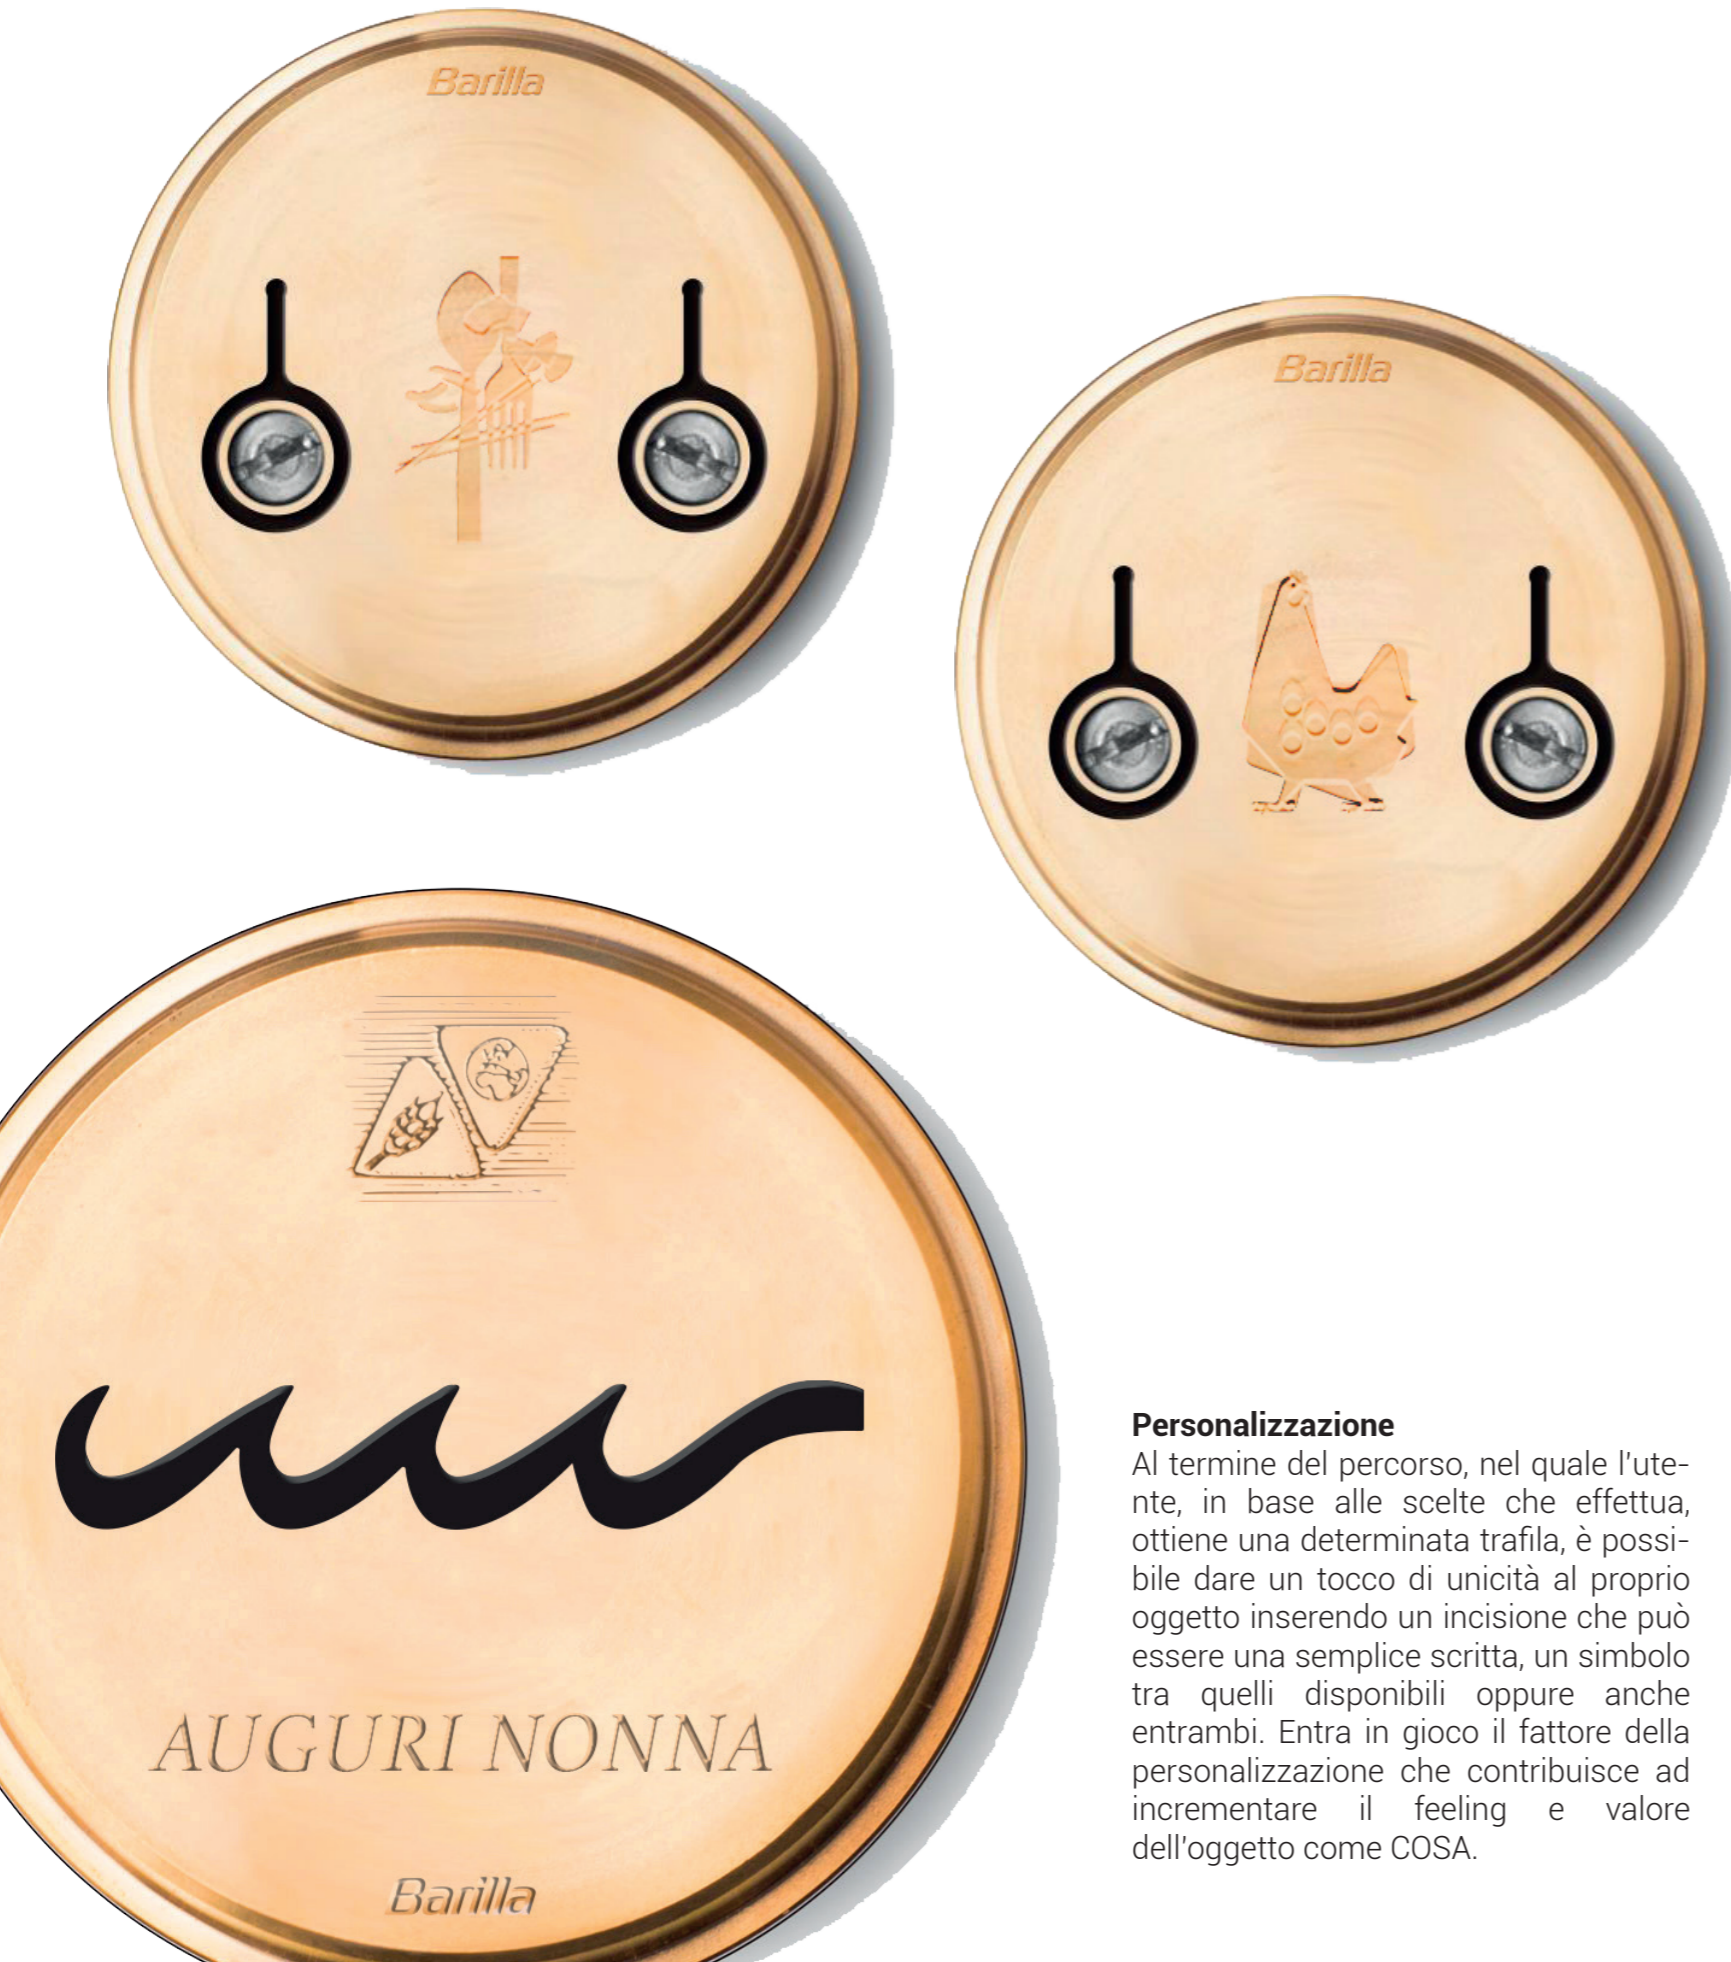 Barilla
Barilla
AUGURI NONNA
Barilla
Personalizzazione
Al termine del percorso, nel quale l'ute-
nte, in base alle scelte che effettua,
ottiene una determinata trafila, è possi-
bile dare un tocco di unicità al proprio
oggetto inserendo un incisione che può
essere una semplice scritta, un simbolo
tra quelli disponibili oppure anche
entrambi. Entra in gioco il fattore della
personalizzazione che contribuisce ad
incrementare il feeling e valore
dell'oggetto come COSA.